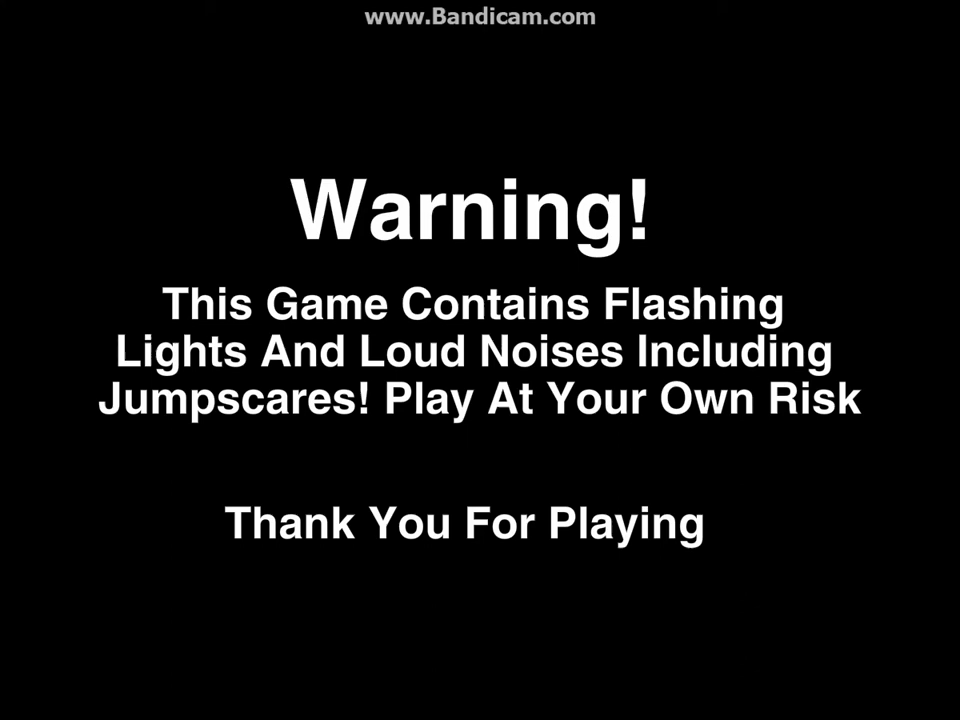 www.Bandicam.com
Warning!
This Game Contains Flashing
Lights And Loud Noises Including
Jumpscares! Play At Your Own Risk
Thank You For Playing